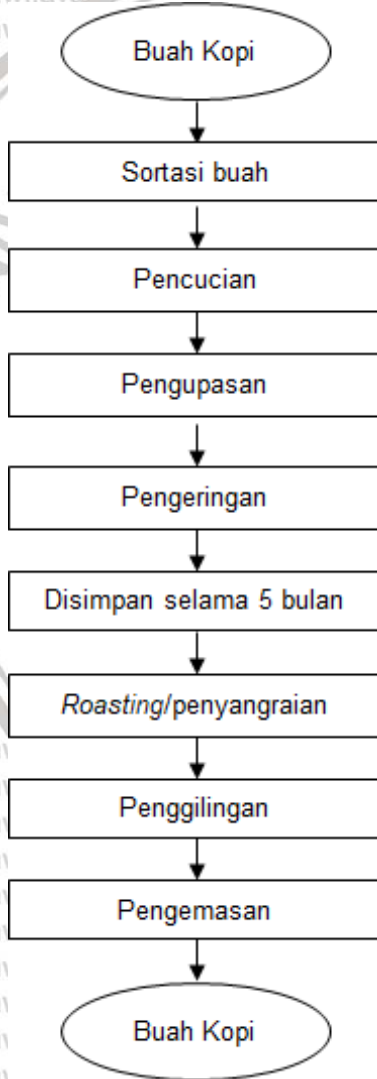 Buah Kopi
Sortasi buah
Pencucian
Pengupasan
Pengeringan
Disimpan selama 5 bulan
Roasting/penyangraian
Penggilingan
Pengemasan
Buah Kopi